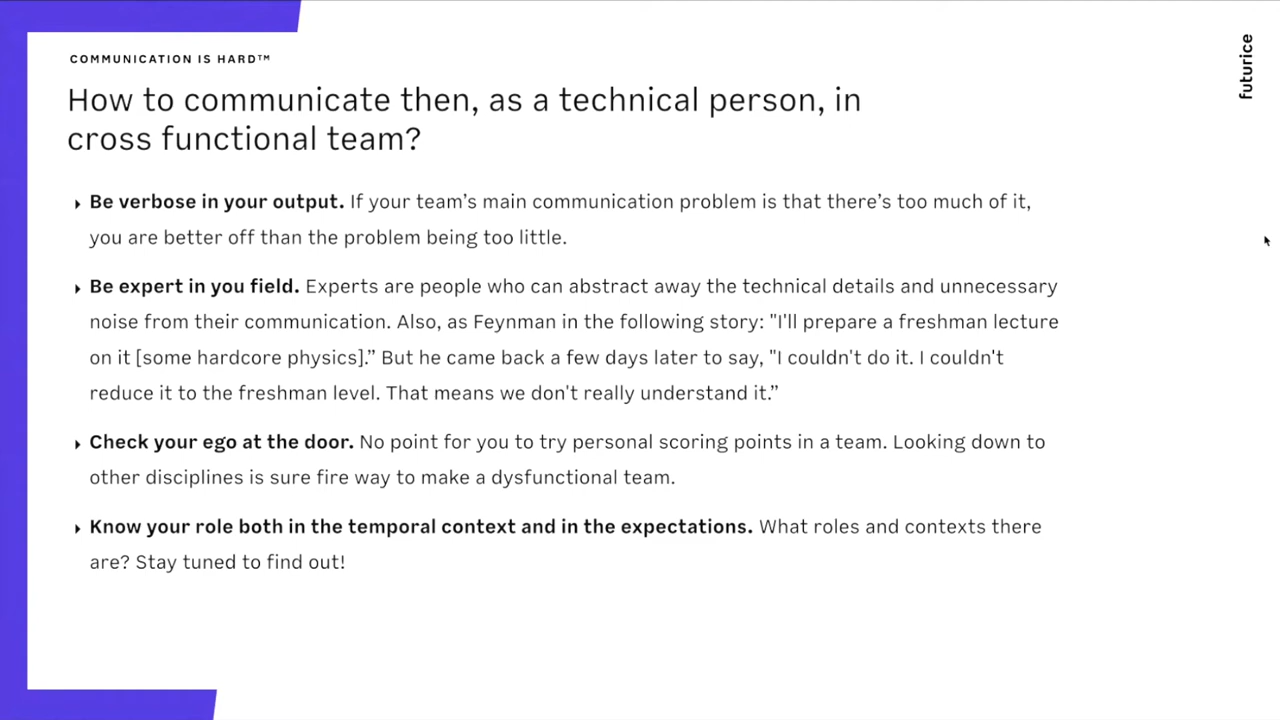 COMMUNICATION IS HARD™
futurice
How to communicate then, as a technical person, in
cross functional team?
Be verbose in your output. If your team’s main communication problem is that there’s too much of it,
you are better off than the problem being too little.
Be expert in you field. Experts are people who can abstract away the technical details and unnecessary
noise from their communication. Also, as Feynman in the following story: "I'll prepare a freshman lecture
on it [some hardcore physics].” But he came back a few days later to say, "I couldn't do it. I couldn't
reduce it to the freshman level. That means we don't really understand it.”
Check your ego at the door. No point for you to try personal scoring points in a team. Looking down to
other disciplines is sure fire way to make a dysfunctional team.
Know your role both in the temporal context and in the expectations. What roles and contexts there
are? Stay tuned to find out!